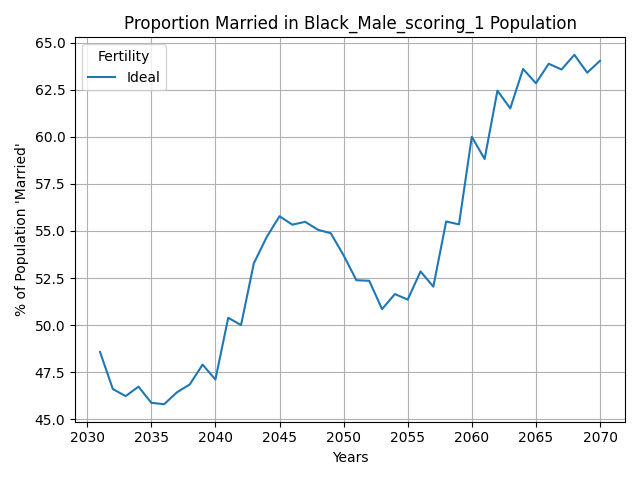 Proportion Married in Black_Male_scoring_1 Population
65.0
62.5
60.0
57.5
55.0
52.5
50.0
47.5
45.0
% of Population 'Married'
Fertility
Ideal
2030 2035 2040 2045 2050 2055 2060 2065 2070
Years